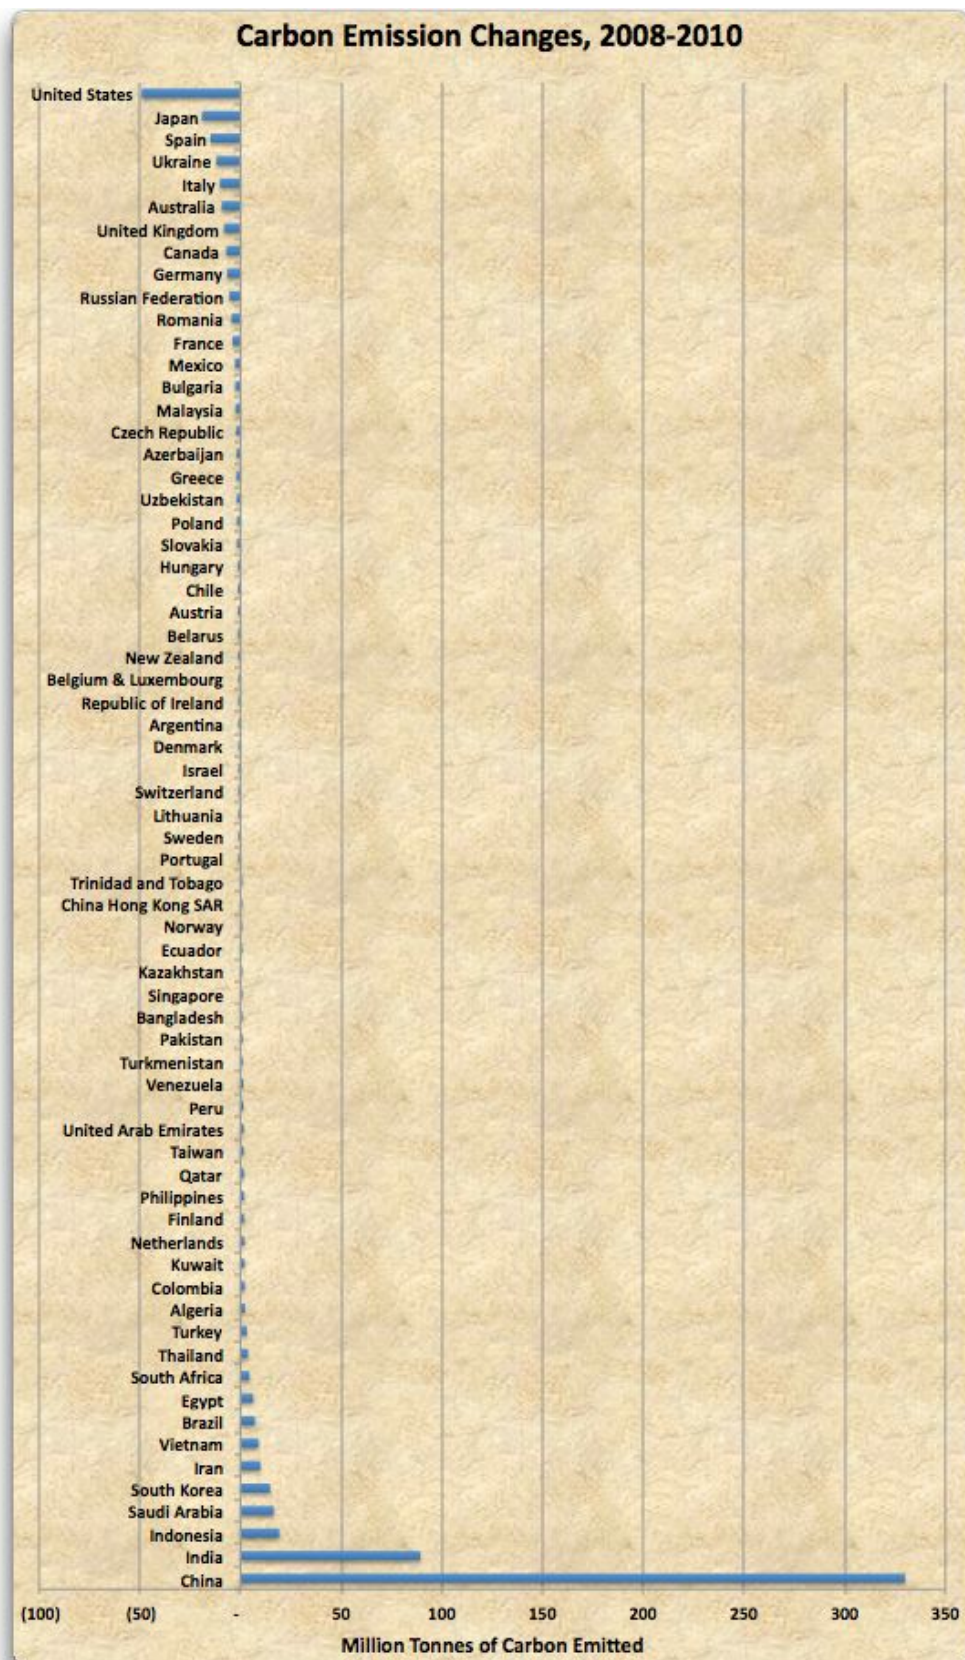 Carbon Emission Changes, 2008-2010
United States
Japan
Spain
Ukraine
Italy
Australia
United Kingdom
Canada
Germany
Russian Federation
Romania
France
Mexico
Bulgaria
Malaysia
Czech Republic
Azerbaijan
Greece
Uzbekistan
Poland
Slovakia
Hungary
Chile
Austria
Belarus
New Zealand
Belgium & Luxembourg
Republic of Ireland
Argentina
Denmark
Israel
Switzerland
Lithuania
Sweden
Portugal
Trinidad and Tobago
China Hong Kong SAR
Norway
Ecuador
Kazakhstan
Singapore
Bangladesh
Pakistan
Turkmenistan
Venezuela
Peru
United Arab Emirates
Taiwan
Qatar
Philippines
Finland
Netherlands
Kuwait
Colombia
Algeria
Turkey
Thailand
South Africa
Egypt
Brazil
Vietnam
Iran
South Korea
Saudi Arabia
Indonesia
India
China
(100) (50) - 50 100 150 200 250 300 350
Million Tonnes of Carbon Emitted